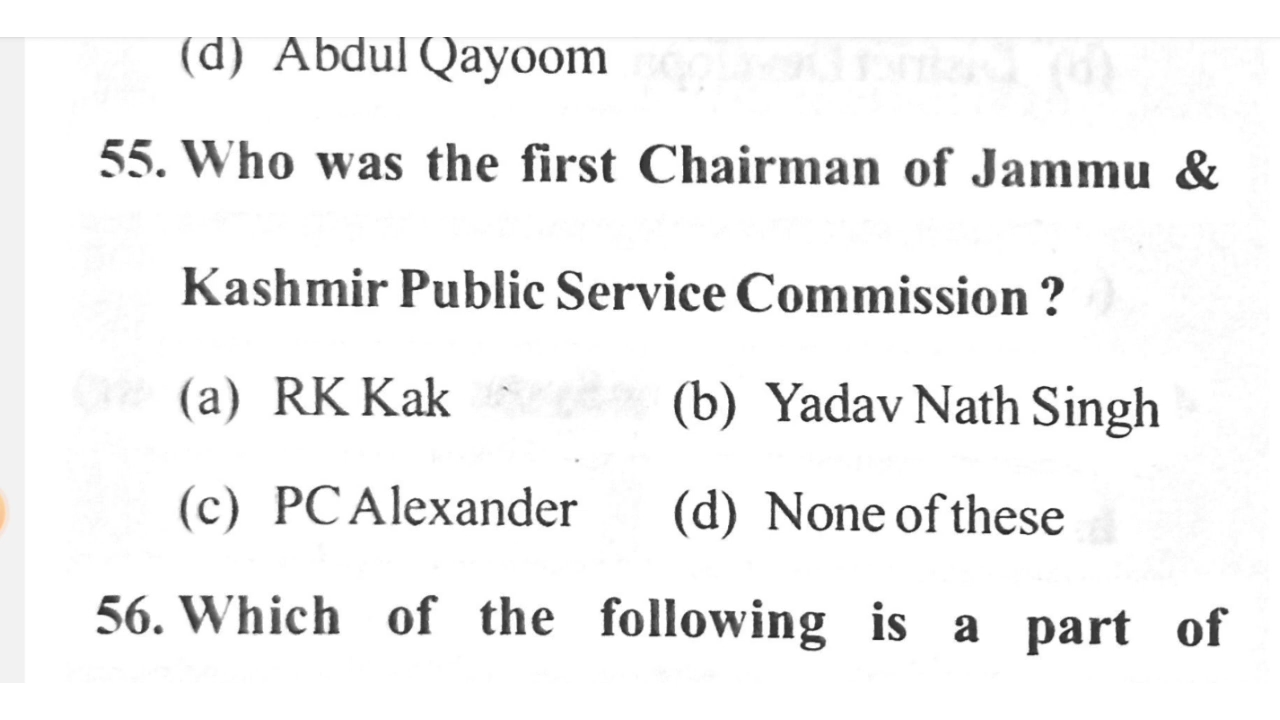 (d) Abdul Qayoom
55. Who was the first Chairman of Jammu &
Kashmir Public Service Commission ?
(a) RK Kak (b) Yadav Nath Singh
(c) PC Alexander (d) None of these
56. Which of the following is a part of